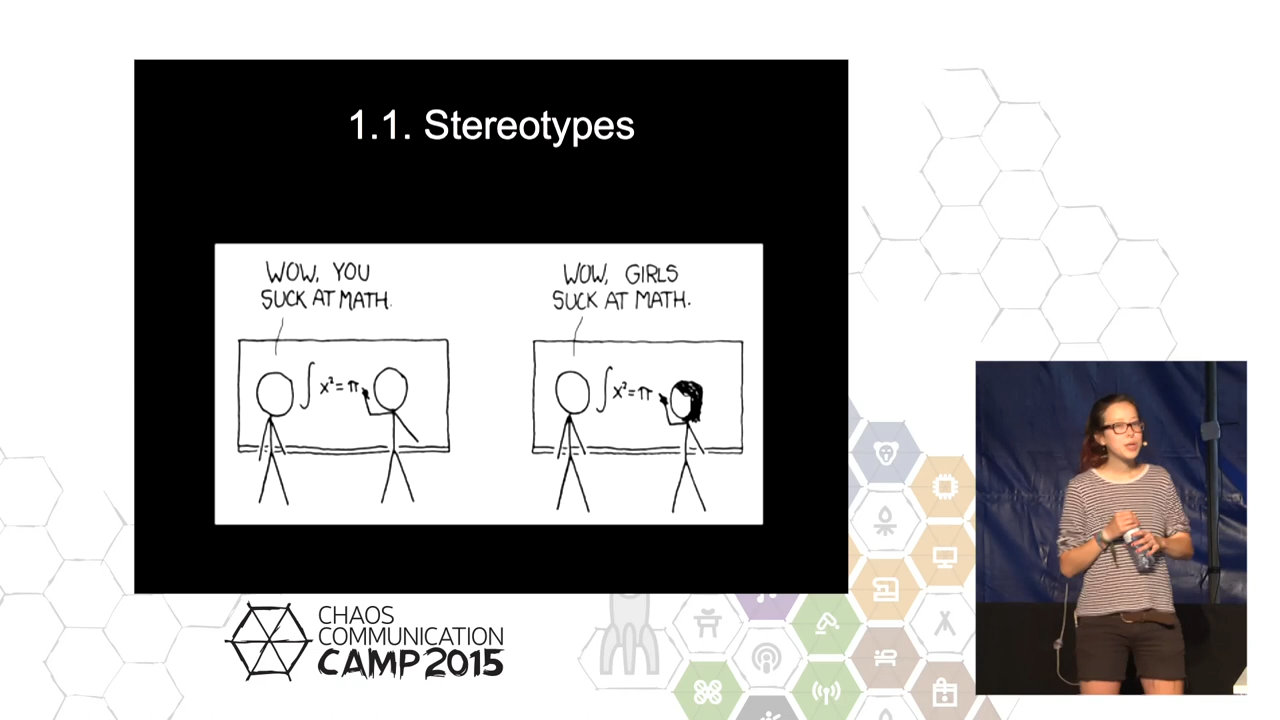 1.1. Stereotypes
WOW, YOU
SUCK AT MATH.
WOW, GIRLS
SUCK AT MATH.
∫ x² = π
∫ x² = π
CHAOS
COMMUNICATION
CAMP 2015